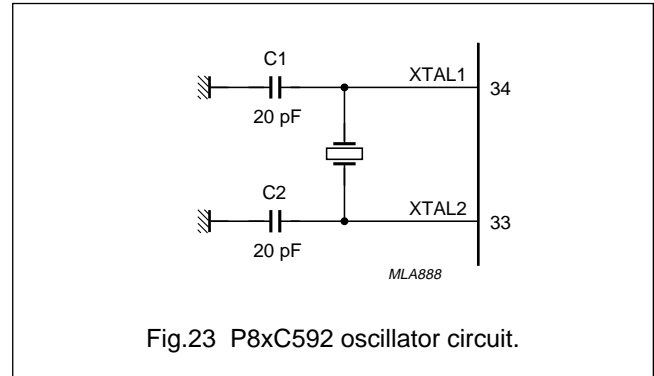 C1
XTAL1
34
20 pF
C2
XTAL2
33
20 pF
MLA888
Fig.23 P8xC592 oscillator circuit.